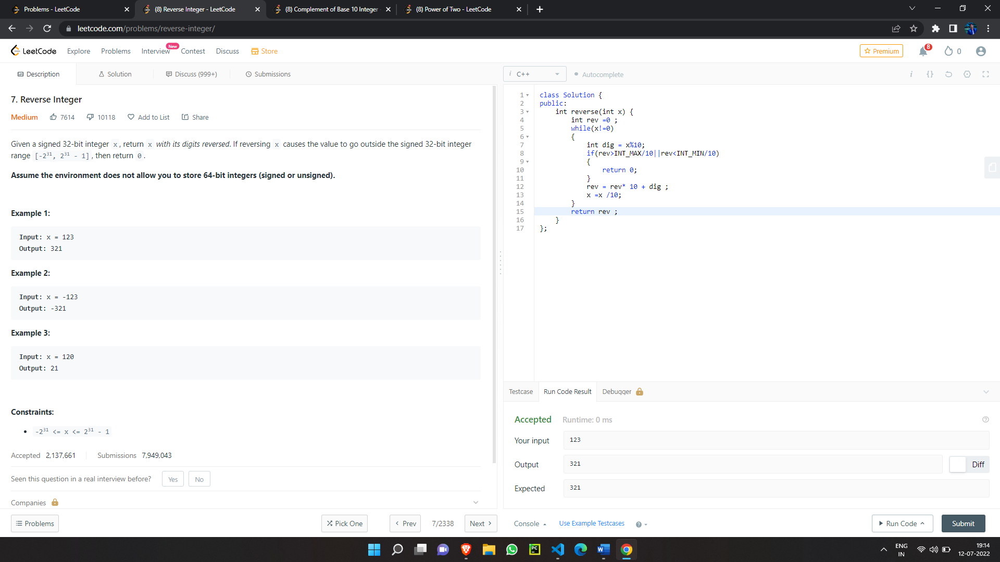 Problems - LeetCode
(8) Reverse Integer - LeetCode
(8) Complement of Base 10 Integer
(8) Power of Two - LeetCode
leetcode.com/problems/reverse-integer/
LeetCode Explore Problems Interview New Contest Discuss Store
Premium 8 0
Description Solution Discuss (999+) Submissions
7. Reverse Integer
Medium 7614 10118 Add to List Share
Given a signed 32-bit integer x, return x with its digits reversed. If reversing x causes the value to go outside the signed 32-bit integer
range [-2³¹, 2³¹ - 1], then return 0.
Assume the environment does not allow you to store 64-bit integers (signed or unsigned).
Example 1:
Input: x = 123
Output: 321
Example 2:
Input: x = -123
Output: -321
Example 3:
Input: x = 120
Output: 21
Constraints:
-2³¹ <= x <= 2³¹ - 1
Accepted 2,137,661 Submissions 7,949,043
Seen this question in a real interview before? Yes No
Companies
Problems Pick One Prev 7/2338 Next
i C++ Autocomplete i {}
1 class Solution {
2 public:
3     int reverse(int x) {
4         int rev =0 ;
5         while(x!=0)
6         {
7             int dig = x%10;
8             if(rev>INT_MAX/10||rev<INT_MIN/10)
9             {
10                 return 0;
11             }
12             rev = rev* 10 + dig ;
13             x =x /10;
14         }
15         return rev ;
16     }
17 };
Testcase Run Code Result Debugger
Accepted Runtime: 0 ms
Your input 123
Output 321 Diff
Expected 321
Console Use Example Testcases Run Code Submit
PC
W
ENG
IN
19:14
12-07-2022